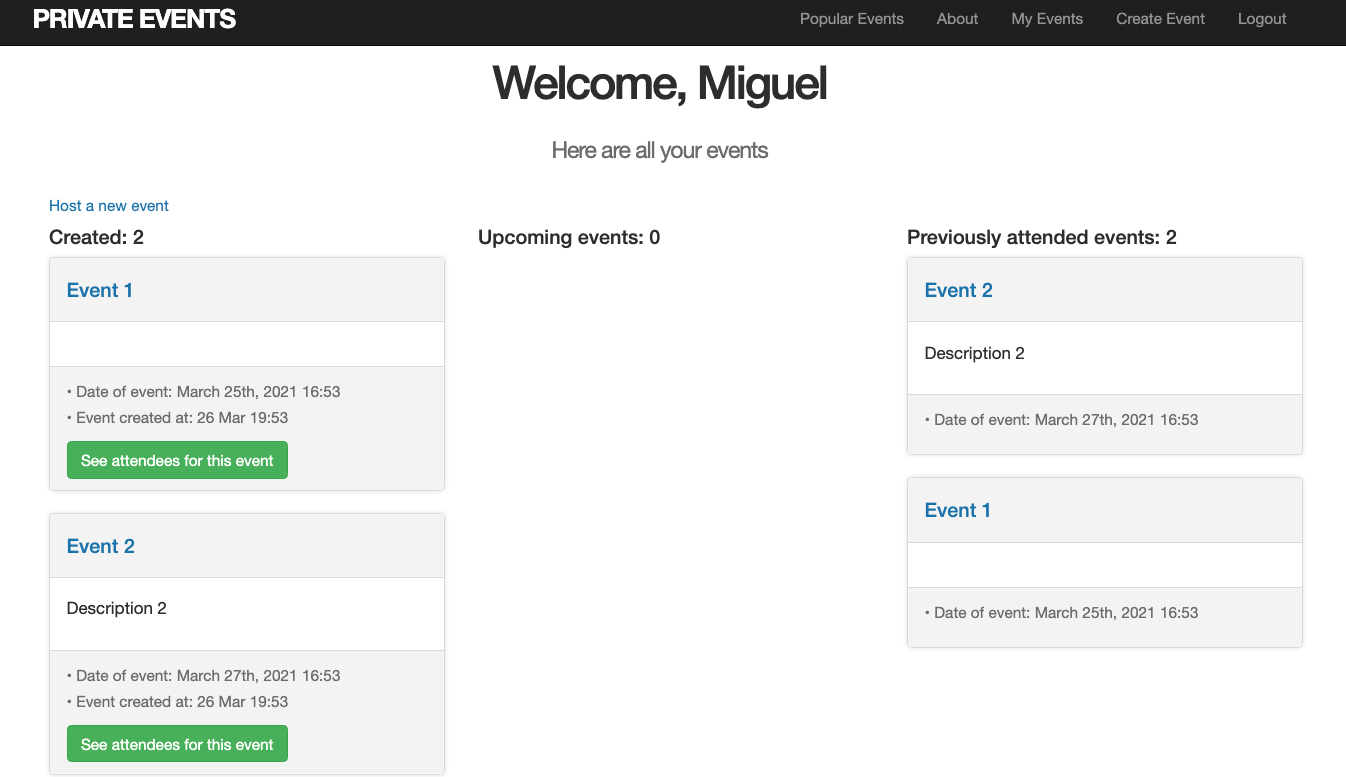 PRIVATE EVENTS
Popular Events
About
My Events
Create Event
Logout
Welcome, Miguel
Here are all your events
Host a new event
Created: 2
Event 1
• Date of event: March 25th, 2021 16:53
• Event created at: 26 Mar 19:53
See attendees for this event
Event 2
Description 2
• Date of event: March 27th, 2021 16:53
• Event created at: 26 Mar 19:53
See attendees for this event
Upcoming events: 0
Previously attended events: 2
Event 2
Description 2
• Date of event: March 27th, 2021 16:53
Event 1
• Date of event: March 25th, 2021 16:53